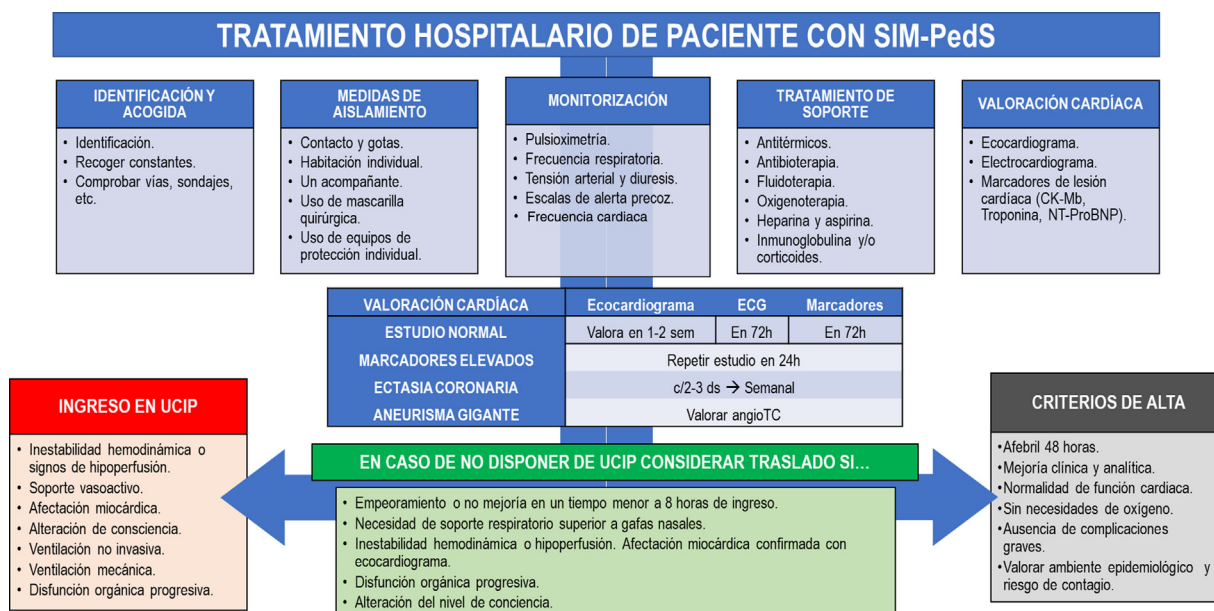 TRATAMIENTO HOSPITALARIO DE PACIENTE CON SIM-PedS
IDENTIFICACIÓN Y
ACOGIDA
• Identificación.
• Recoger constantes.
• Comprobar vías, sondajes,
etc.
MEDIDAS DE
AISLAMIENTO
• Contacto y gotas.
• Habitación individual.
• Un acompañante.
• Uso de mascarilla
quirúrgica.
• Uso de equipos de
protección individual.
MONITORIZACIÓN
• Pulsioximetría.
• Frecuencia respiratoria.
• Tensión arterial y diuresis.
• Escalas de alerta precoz.
• Frecuencia cardiaca
TRATAMIENTO DE
SOPORTE
• Antitérmicos.
• Antibioterapia.
• Fluidoterapia.
• Oxigenoterapia.
• Heparina y aspirina.
• Inmunoglobulina y/o
corticoides.
VALORACIÓN CARDÍACA
• Ecocardiograma.
• Electrocardiograma.
• Marcadores de lesión
cardíaca (CK-Mb,
Troponina, NT-ProBNP).
VALORACIÓN CARDÍACA Ecocardiograma ECG Marcadores
ESTUDIO NORMAL Valora en 1-2 sem En 72h En 72h
MARCADORES ELEVADOS Repetir estudio en 24h
ECTASIA CORONARIA c/2-3 ds → Semanal
ANEURISMA GIGANTE Valorar angioTC
INGRESO EN UCIP
• Inestabilidad hemodinámica o
signos de hipoperfusión.
• Soporte vasoactivo.
• Afectación miocárdica.
• Alteración de consciencia.
• Ventilación no invasiva.
• Ventilación mecánica.
• Disfunción orgánica progresiva.
EN CASO DE NO DISPONER DE UCIP CONSIDERAR TRASLADO SI…
• Empeoramiento o no mejoría en un tiempo menor a 8 horas de ingreso.
• Necesidad de soporte respiratorio superior a gafas nasales.
• Inestabilidad hemodinámica o hipoperfusión. Afectación miocárdica confirmada con
ecocardiograma.
• Disfunción orgánica progresiva.
• Alteración del nivel de conciencia.
CRITERIOS DE ALTA
•Afebril 48 horas.
•Mejoría clínica y analítica.
•Normalidad de función cardiaca.
•Sin necesidades de oxígeno.
•Ausencia de complicaciones
graves.
•Valorar ambiente epidemiológico y
riesgo de contagio.